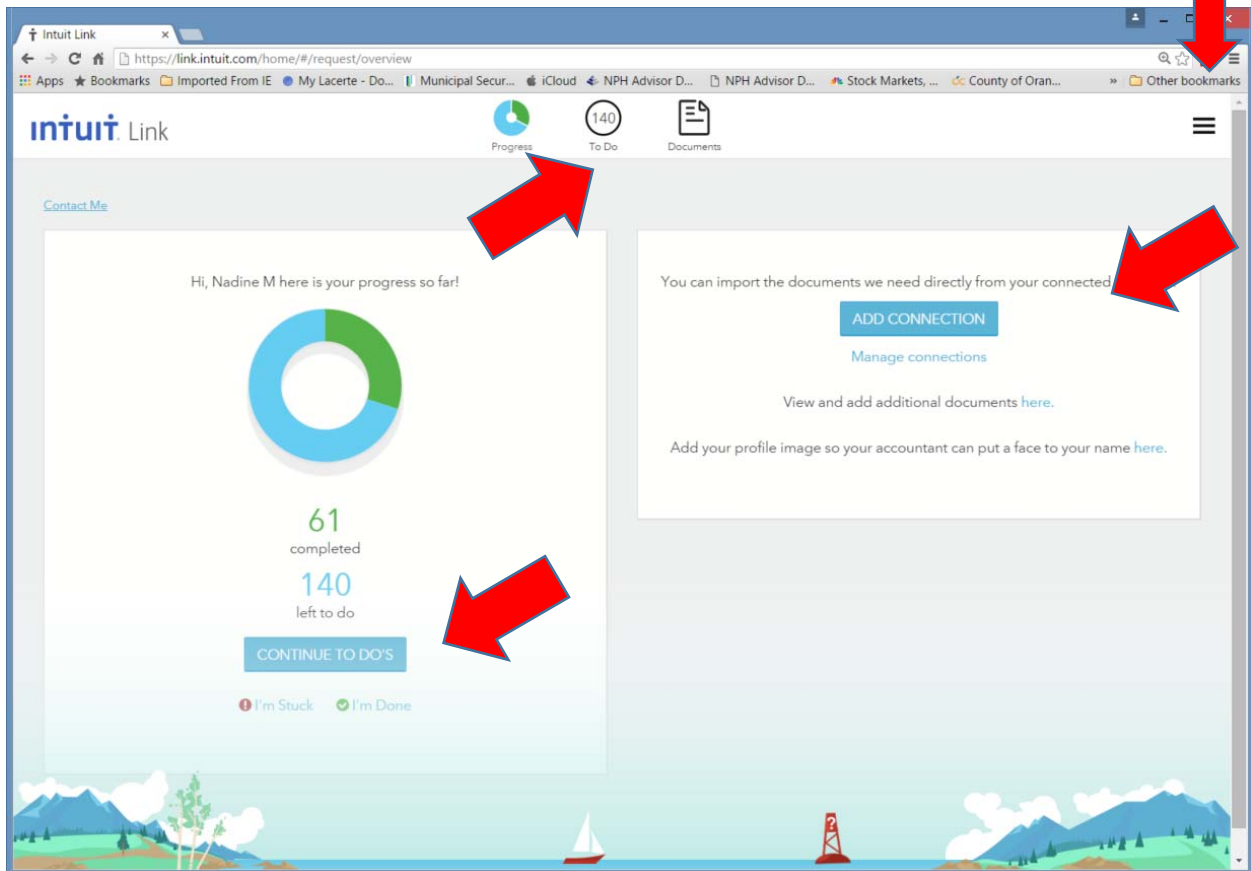 Intuit Link
https://link.intuit.com/home/#/request/overview
Apps Bookmarks Imported From IE My Lacerte - Do... Municipal Secur... iCloud NPH Advisor D... NPH Advisor D... Stock Markets, ... County of Oran... » Other bookmarks
intuit Link
140
Progress To Do Documents
Contact Me
Hi, Nadine M here is your progress so far!
61
completed
140
left to do
CONTINUE TO DO'S
I'm Stuck I'm Done
You can import the documents we need directly from your connected
ADD CONNECTION
Manage connections
View and add additional documents here.
Add your profile image so your accountant can put a face to your name here.
?